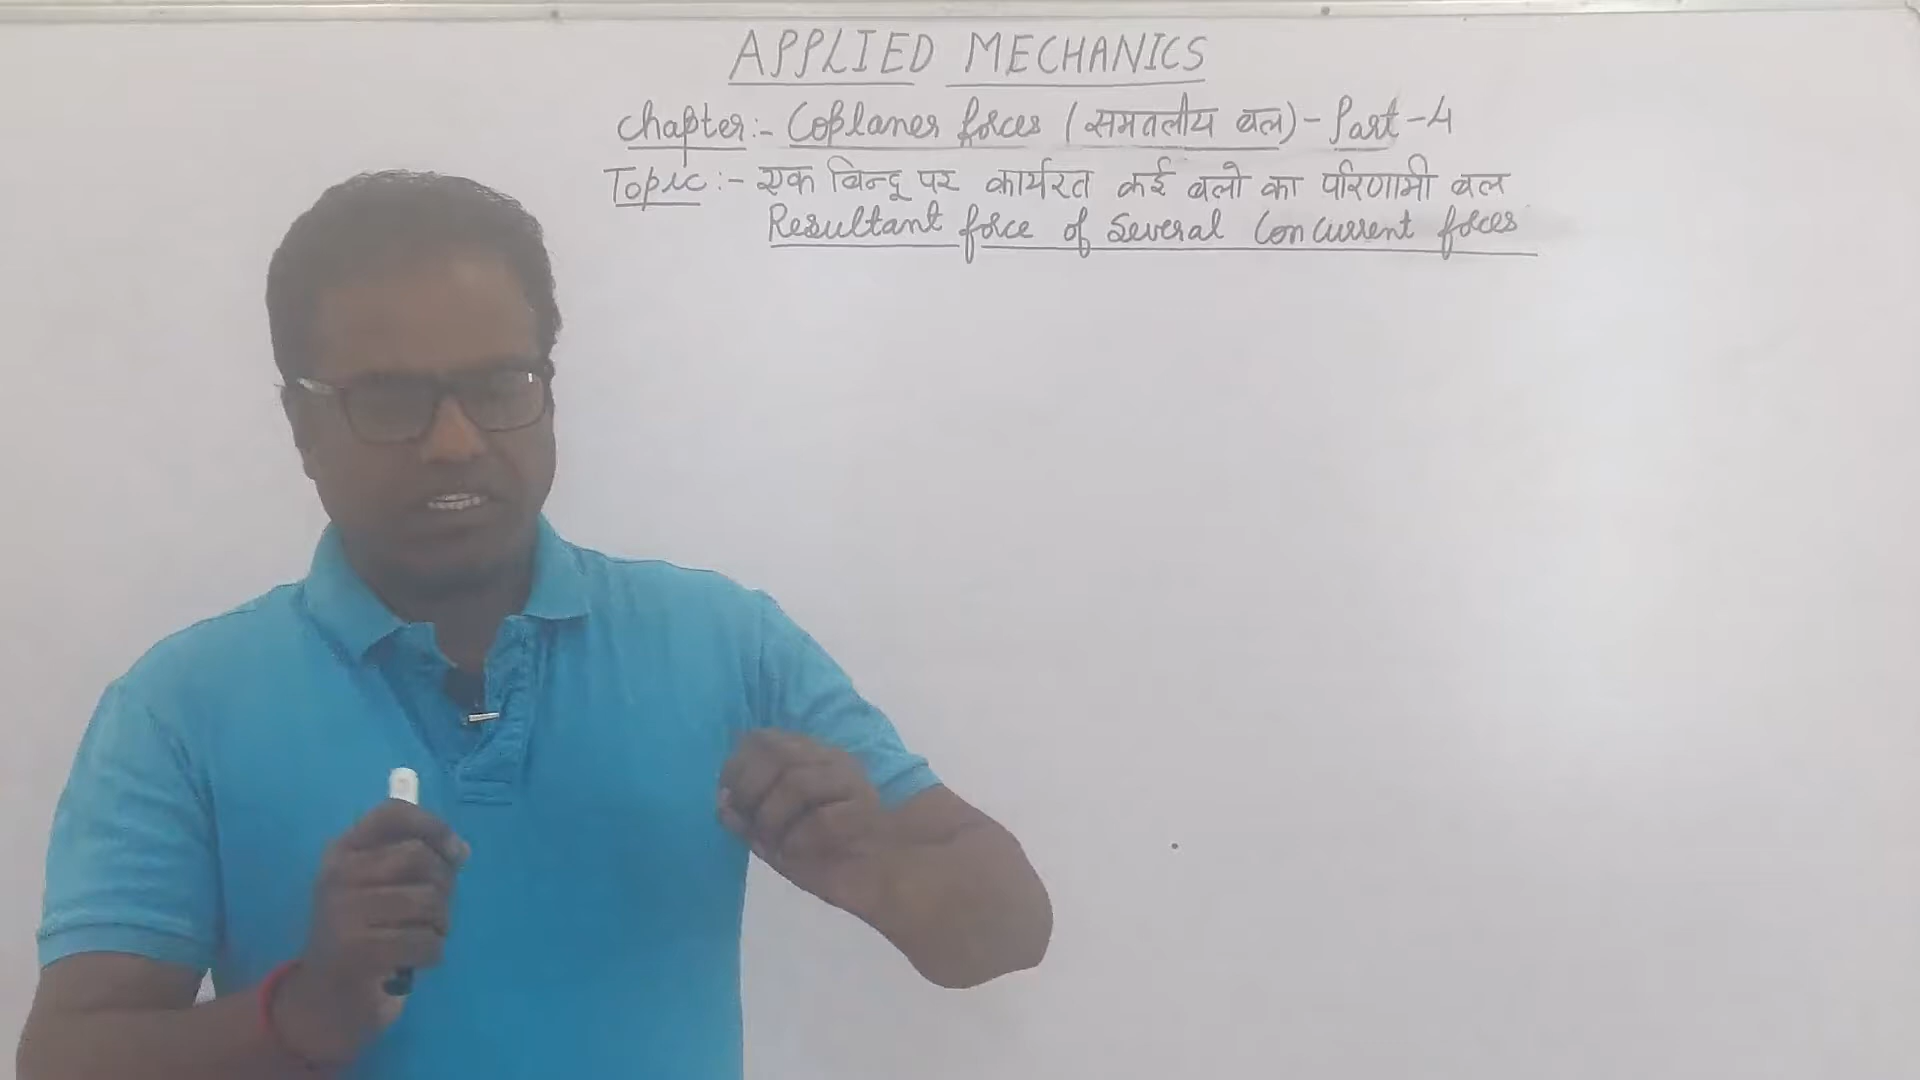 APPLIED MECHANICS
Chapter:- Coplaner forces (समतलीय बल)- Part-4
Topic:- एक बिन्दू पर कार्यरत कई बलो का परिणामी बल
Resultant force of Several Concurrent forces